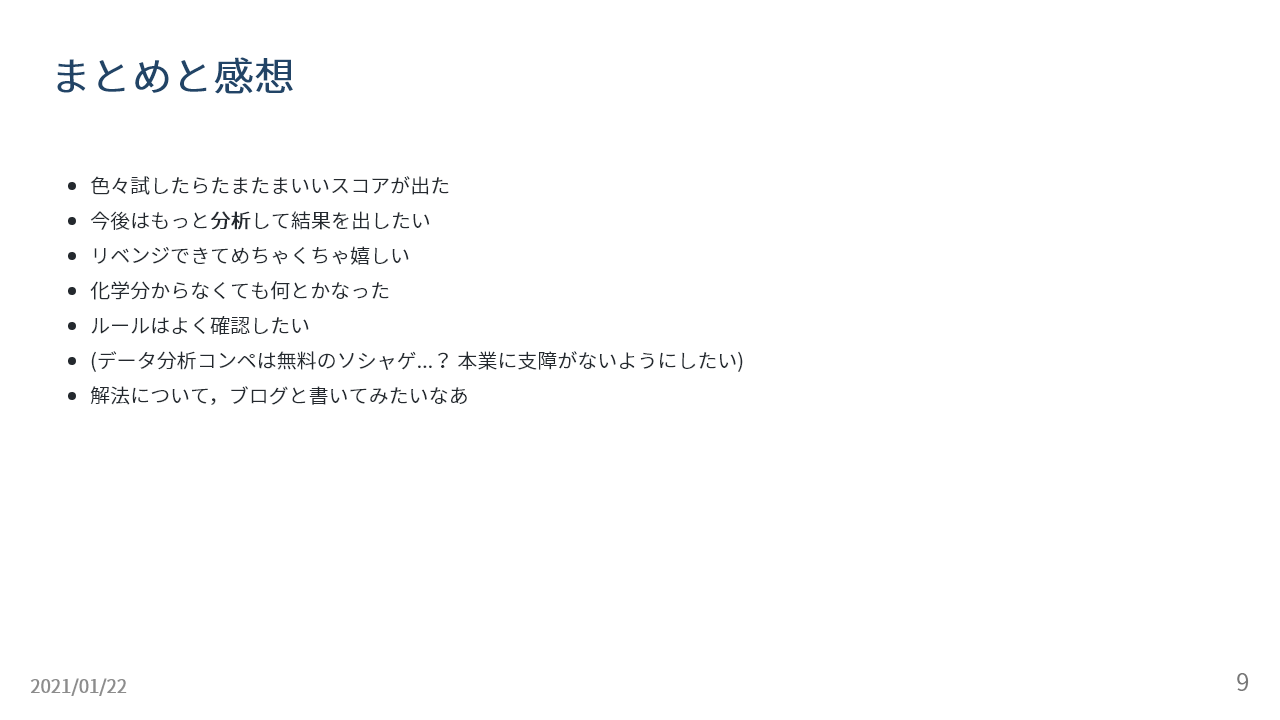 まとめと感想
色々試したらたまたまいいスコアが出た
今後はもっと分析して結果を出したい
リベンジできてめちゃくちゃ嬉しい
化学分からなくても何とかなった
ルールはよく確認したい
(データ分析コンペは無料のソシャゲ...？ 本業に支障がないようにしたい)
解法について，ブログと書いてみたいなあ
2021/01/22
9